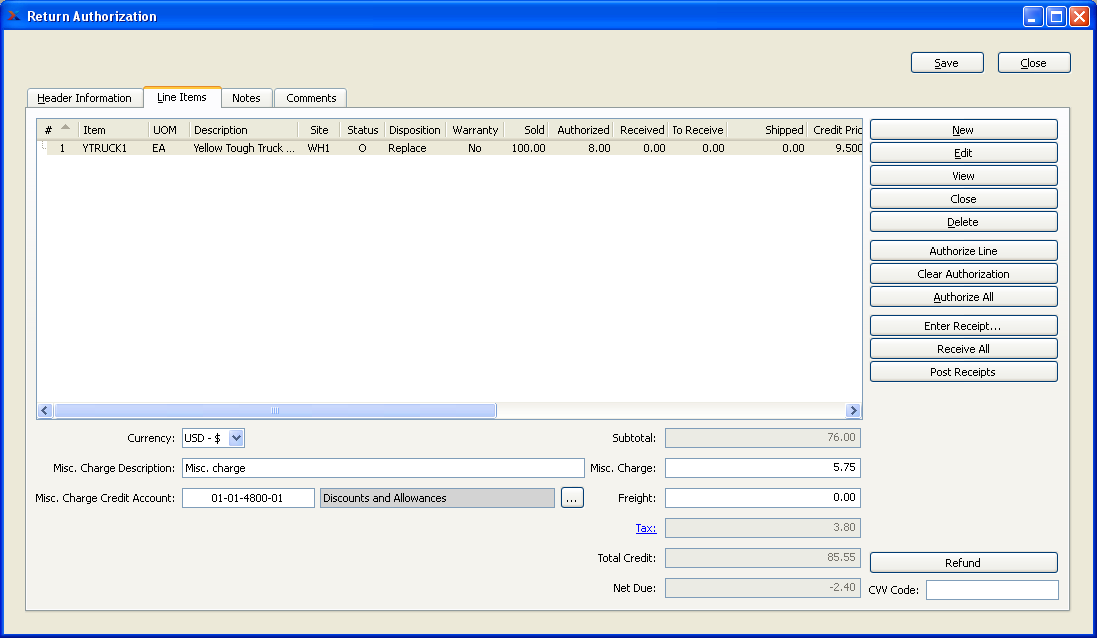 Return Authorization
Save Close
Header Information Line Items Notes Comments
# Item UOM Description Site Status Disposition Warranty Sold Authorized Received To Receive Shipped Credit Pric
1 YTRUCK1 EA Yellow Tough Truck ... WH1 O Replace No 100.00 8.00 0.00 0.00 0.00 9.500
New
Edit
View
Close
Delete
Authorize Line
Clear Authorization
Authorize All
Enter Receipt...
Receive All
Post Receipts
Currency: USD - $ Subtotal: 76.00
Misc. Charge Description: Misc. charge Misc. Charge: 5.75
Misc. Charge Credit Account: 01-01-4800-01 Discounts and Allowances ... Freight: 0.00
Tax: 3.80
Total Credit: 85.55 Refund
Net Due: -2.40 CVV Code: